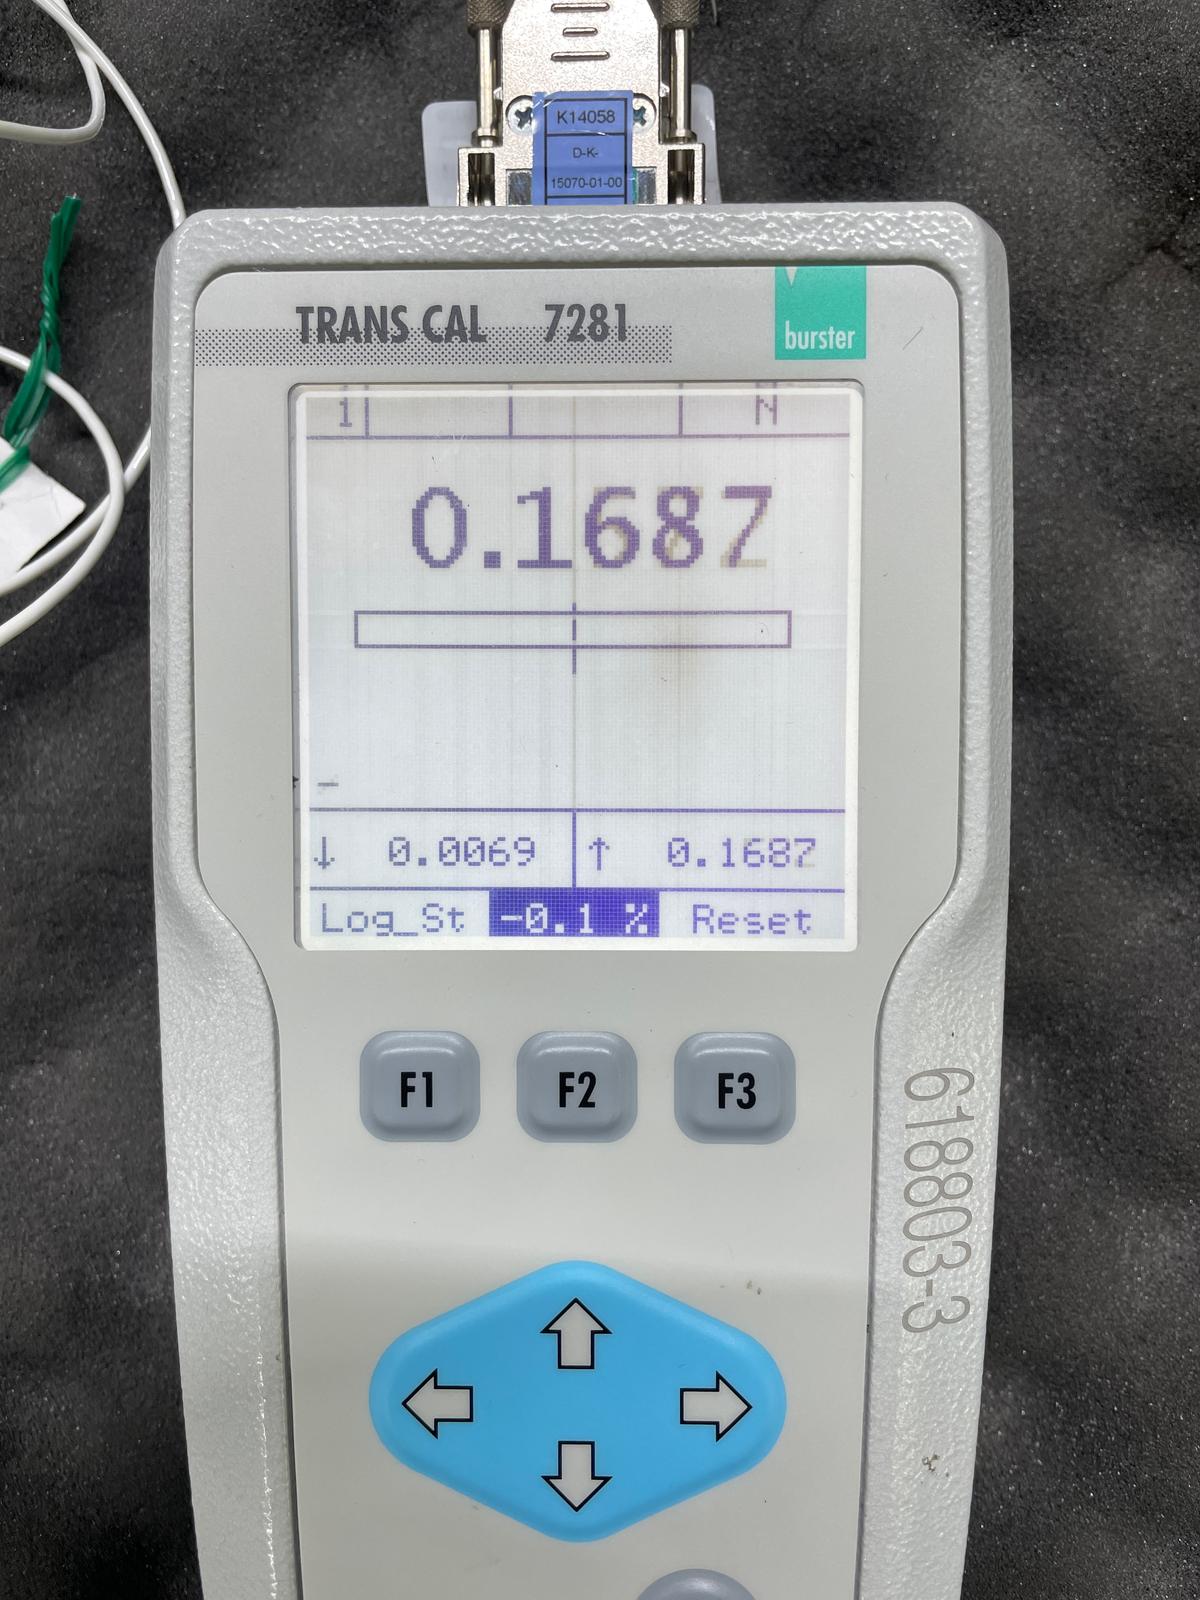 K14058
D-K-
15070-01-00
TRANS CAL 7281
burster
1 N
0.1687
↓ 0.0069 ↑ 0.1687
Log_St -0.1 % Reset
F1 F2 F3
618803-3